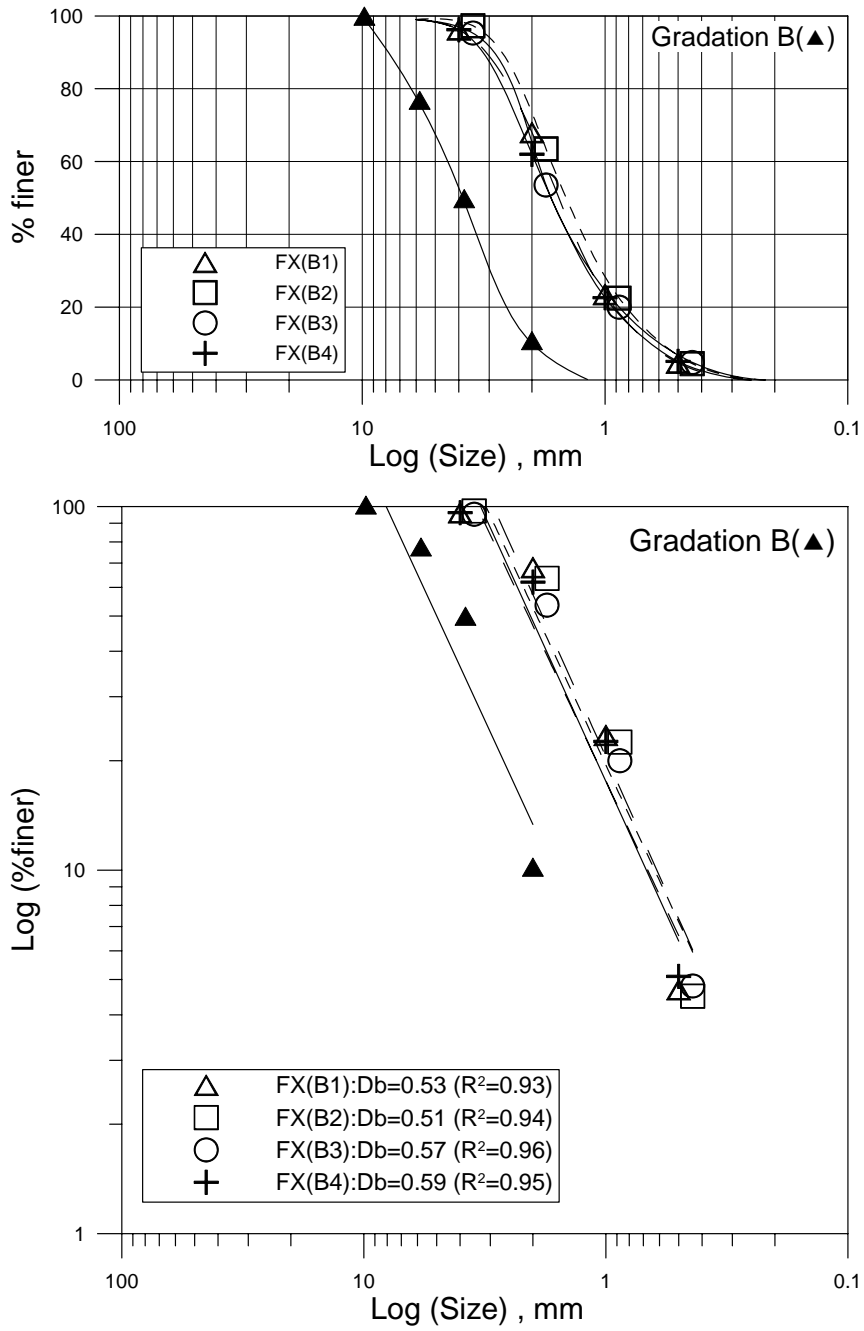 100
80
60
40
20
0
% finer
Gradation B(▲)
FX(B1)
FX(B2)
FX(B3)
FX(B4)
100
10
1
0.1
Log (Size) , mm
100
10
1
Log (%finer)
Gradation B(▲)
FX(B1):Db=0.53 (R²=0.93)
FX(B2):Db=0.51 (R²=0.94)
FX(B3):Db=0.57 (R²=0.96)
FX(B4):Db=0.59 (R²=0.95)
100
10
1
0.1
Log (Size) , mm